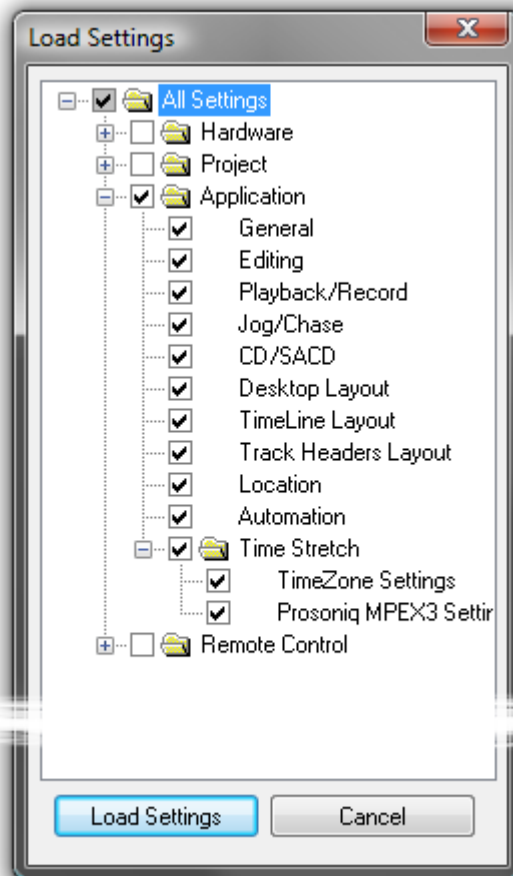 Load Settings
All Settings
Hardware
Project
Application
General
Editing
Playback/Record
Jog/Chase
CD/SACD
Desktop Layout
TimeLine Layout
Track Headers Layout
Location
Automation
Time Stretch
TimeZone Settings
Prosoniq MPEX3 Settir
Remote Control
Load Settings Cancel